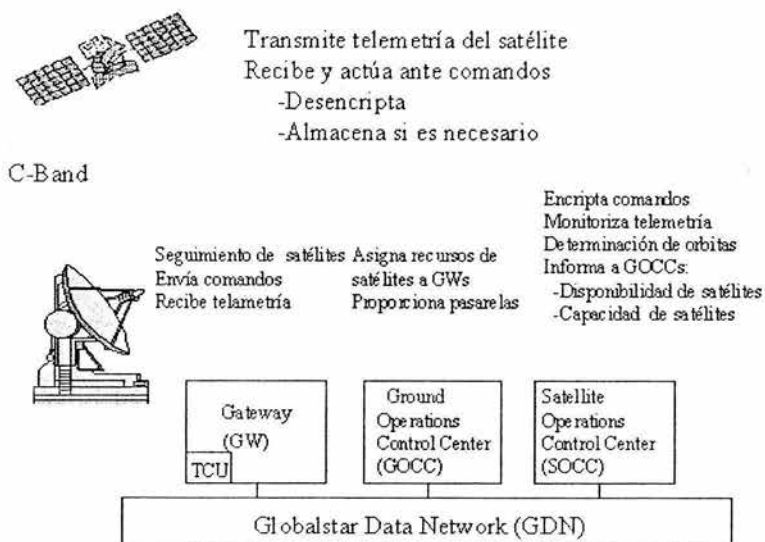 Transmite telemetría del satélite
Recibe y actúa ante comandos
-Desencripta
-Almacena si es necesario
C-Band
Seguimiento de satélites
Envía comandos
Recibe telametría
Asigna recursos de
satélites a GWs
Proporciona pasarelas
Encripta comandos
Monitoriza telemetría
Determinación de orbitas
Informa a GOCCs:
-Disponibilidad de satélites
-Capacidad de satélites
Gateway
(GW)
TCU
Ground
Operations
Control Center
(GOCC)
Satellite
Operations
Control Center
(SOCC)
Globalstar Data Network (GDN)